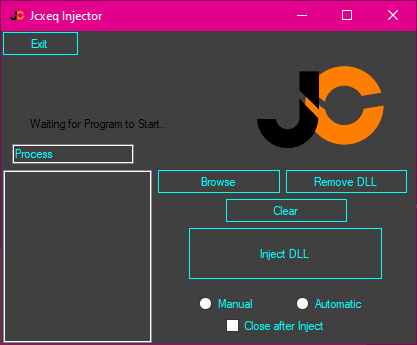 Jcxeq Injector
Exit
JC
Waiting for Program to Start..
Process
Browse
Remove DLL
Clear
Inject DLL
Manual
Automatic
Close after Inject